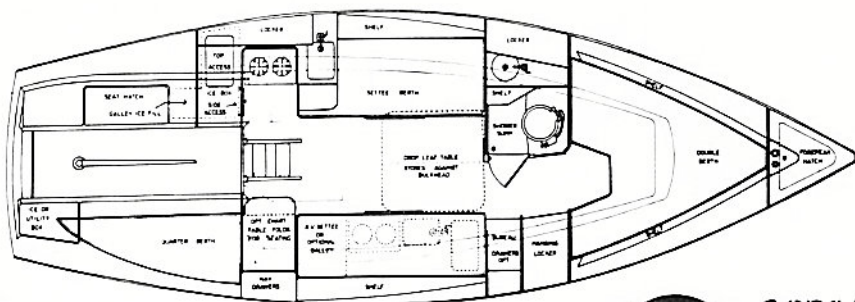 LOCKER
SHELF
LOCKER
TOP
ACCESS
SEAT HATCH
GALLEY ICE FILL
ICE BOX
SIDE
ACCESS
SETTEE BERTH
SHELF
SHOWER
SUMP
DROP LEAF TABLE
STORES AGAINST
BULKHEAD
DOUBLE
BERTH
FOREPEAK
HATCH
ICE OR
UTILITY
BOX
QUARTER BERTH
OPT CHART
TABLE FOLDS
FOR SEATING
NAV
DRAWERS
SETTEE
OR
OPTIONAL
GALLEY
SHELF
BUREAU
DRAWERS
OPT
HANGING
LOCKER